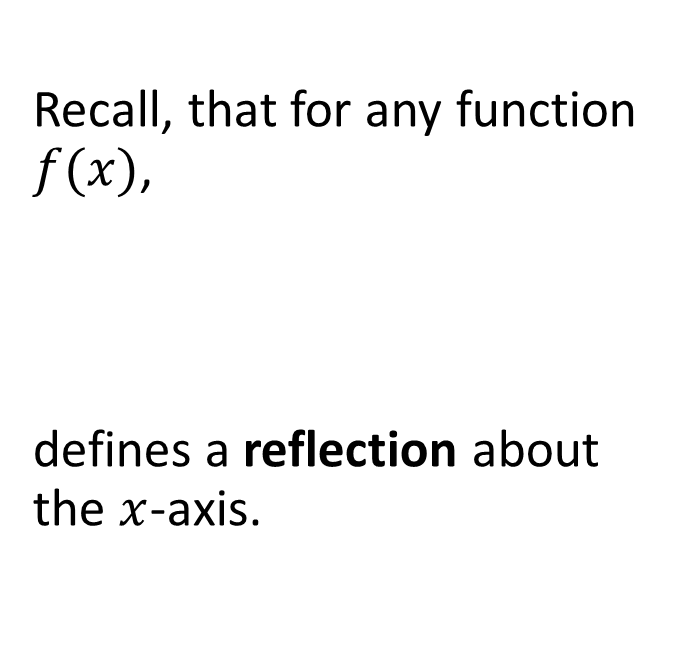 Recall, that for any function
f(x),
defines a reflection about
the x-axis.